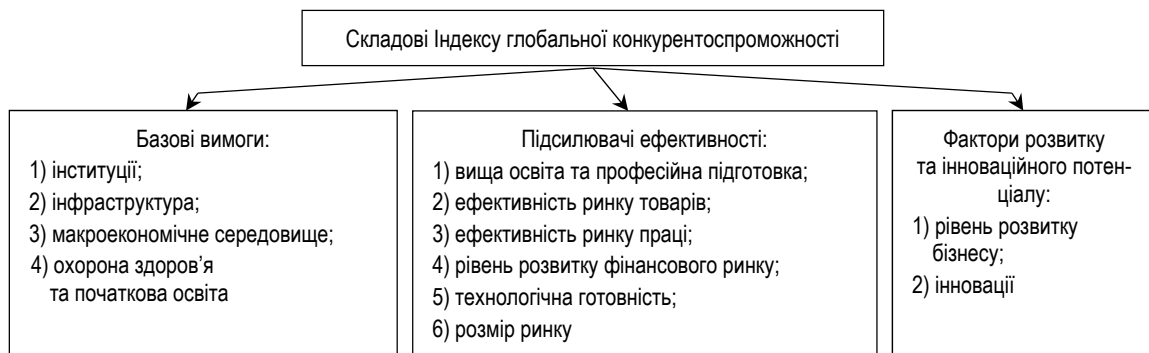 Складові Індексу глобальної конкурентоспроможності
Базові вимоги:
1) інституції;
2) інфраструктура;
3) макроекономічне середовище;
4) охорона здоров’я
та початкова освіта
Підсилювачі ефективності:
1) вища освіта та професійна підготовка;
2) ефективність ринку товарів;
3) ефективність ринку праці;
4) рівень розвитку фінансового ринку;
5) технологічна готовність;
6) розмір ринку
Фактори розвитку
та інноваційного потен-
ціалу:
1) рівень розвитку
бізнесу;
2) інновації